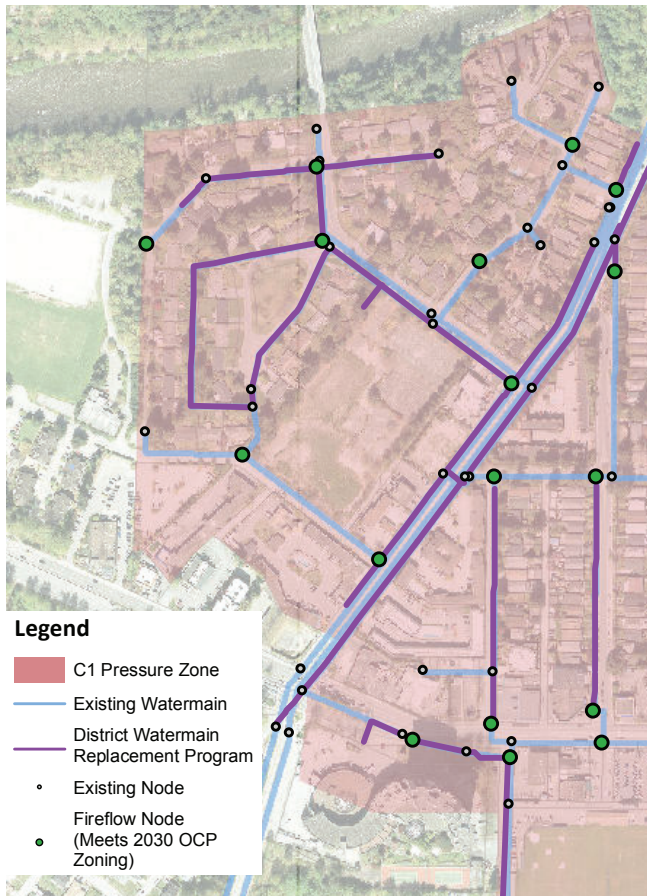 Legend
C1 Pressure Zone
Existing Watermain
District Watermain
Replacement Program
Existing Node
Fireflow Node
(Meets 2030 OCP
Zoning)